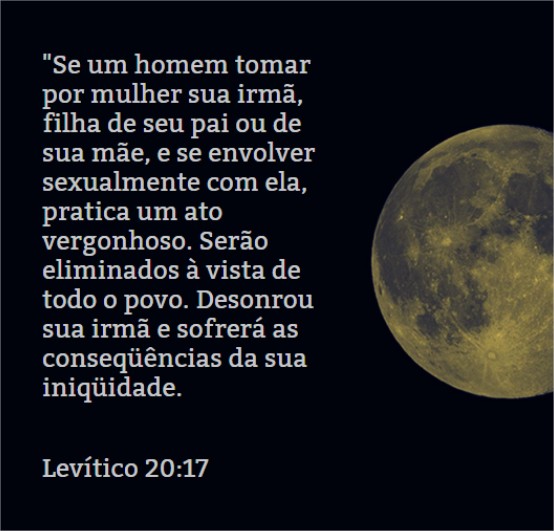 "Se um homem tomar
por mulher sua irmã,
filha de seu pai ou de
sua mãe, e se envolver
sexualmente com ela,
pratica um ato
vergonhoso. Serão
eliminados à vista de
todo o povo. Desonrou
sua irmã e sofrerá as
conseqüências da sua
iniqüidade.
Levítico 20:17